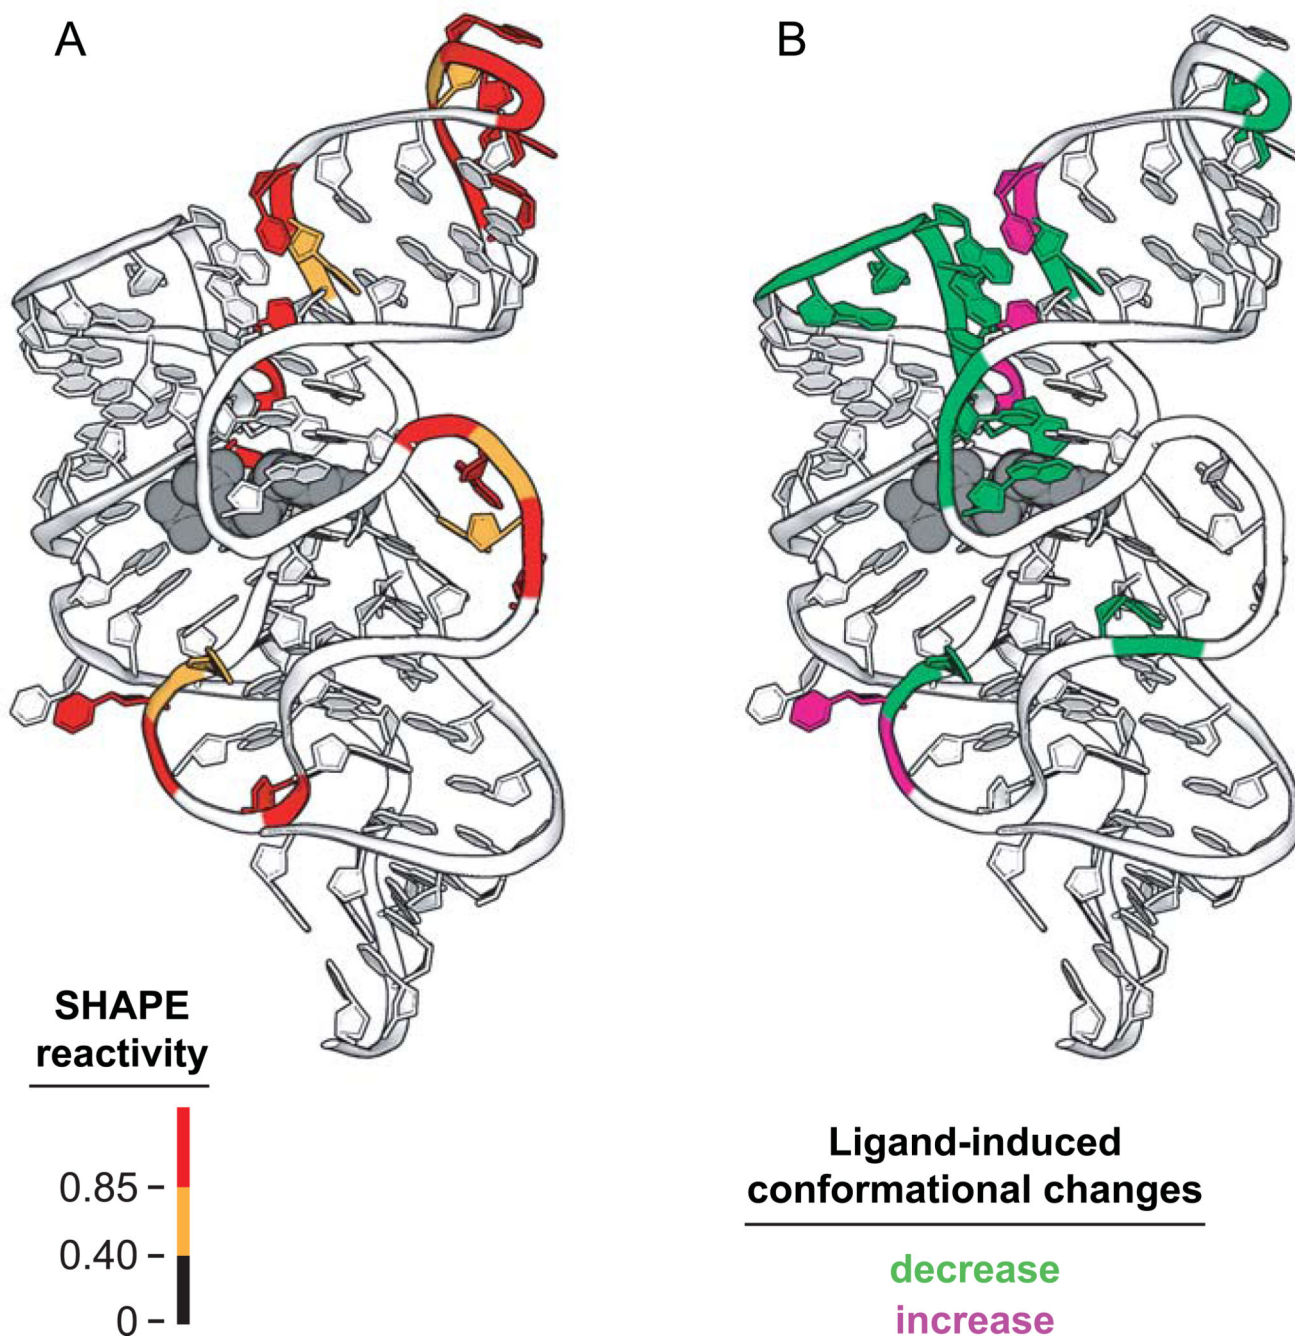 A
B
SHAPE
reactivity
0.85
0.40
0
Ligand-induced
conformational changes
decrease
increase